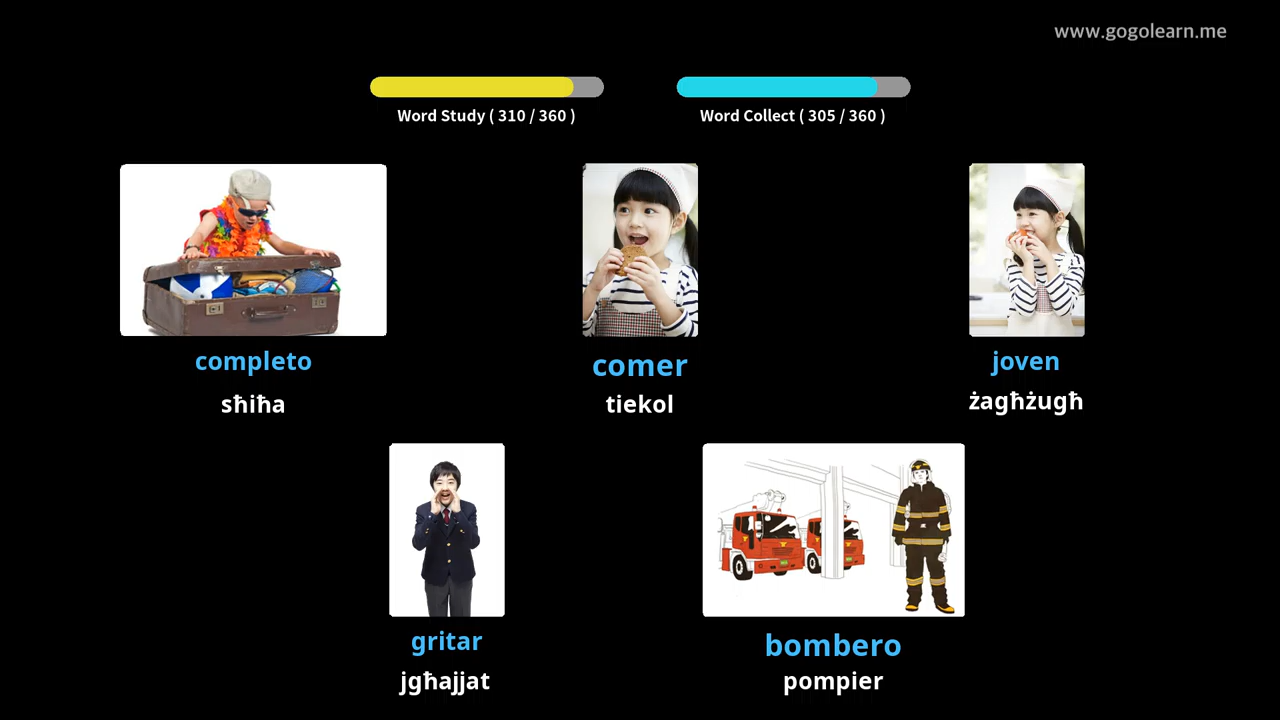 www.gogolearn.me
Word Study ( 310 / 360 )
Word Collect ( 305 / 360 )
completo
sħiħa
comer
tiekol
joven
żagħżugħ
gritar
jgħajjat
bombero
pompier